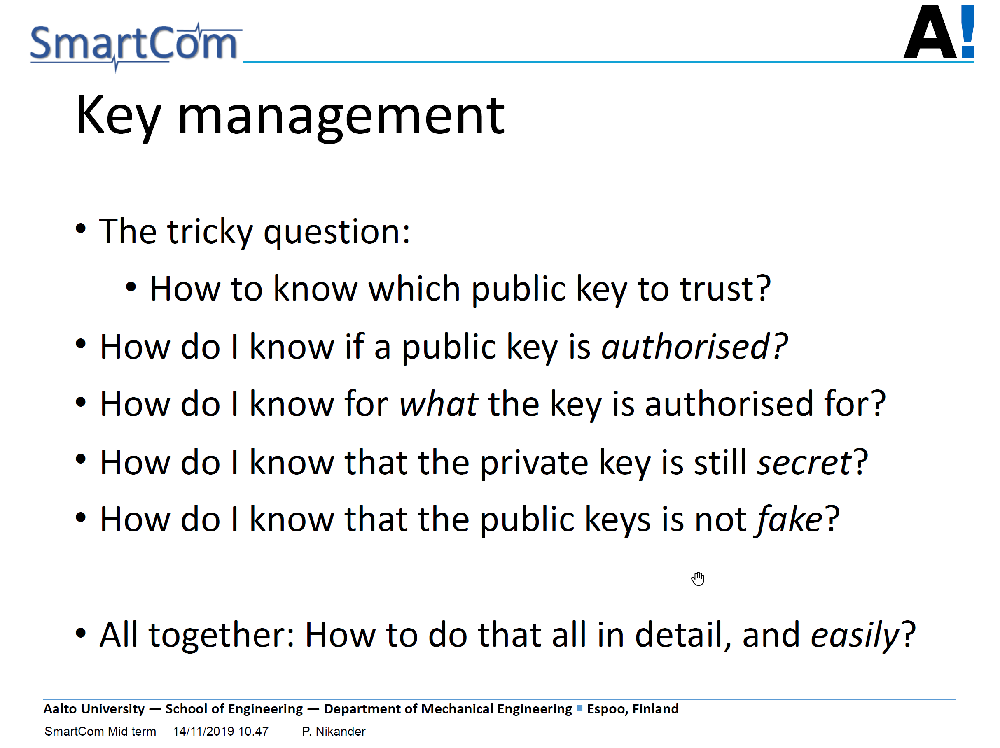 SmartCom
A!
Key management
• The tricky question:
• How to know which public key to trust?
• How do I know if a public key is authorised?
• How do I know for what the key is authorised for?
• How do I know that the private key is still secret?
• How do I know that the public keys is not fake?
• All together: How to do that all in detail, and easily?
Aalto University — School of Engineering — Department of Mechanical Engineering ▪ Espoo, Finland
SmartCom Mid term 14/11/2019 10.47 P. Nikander